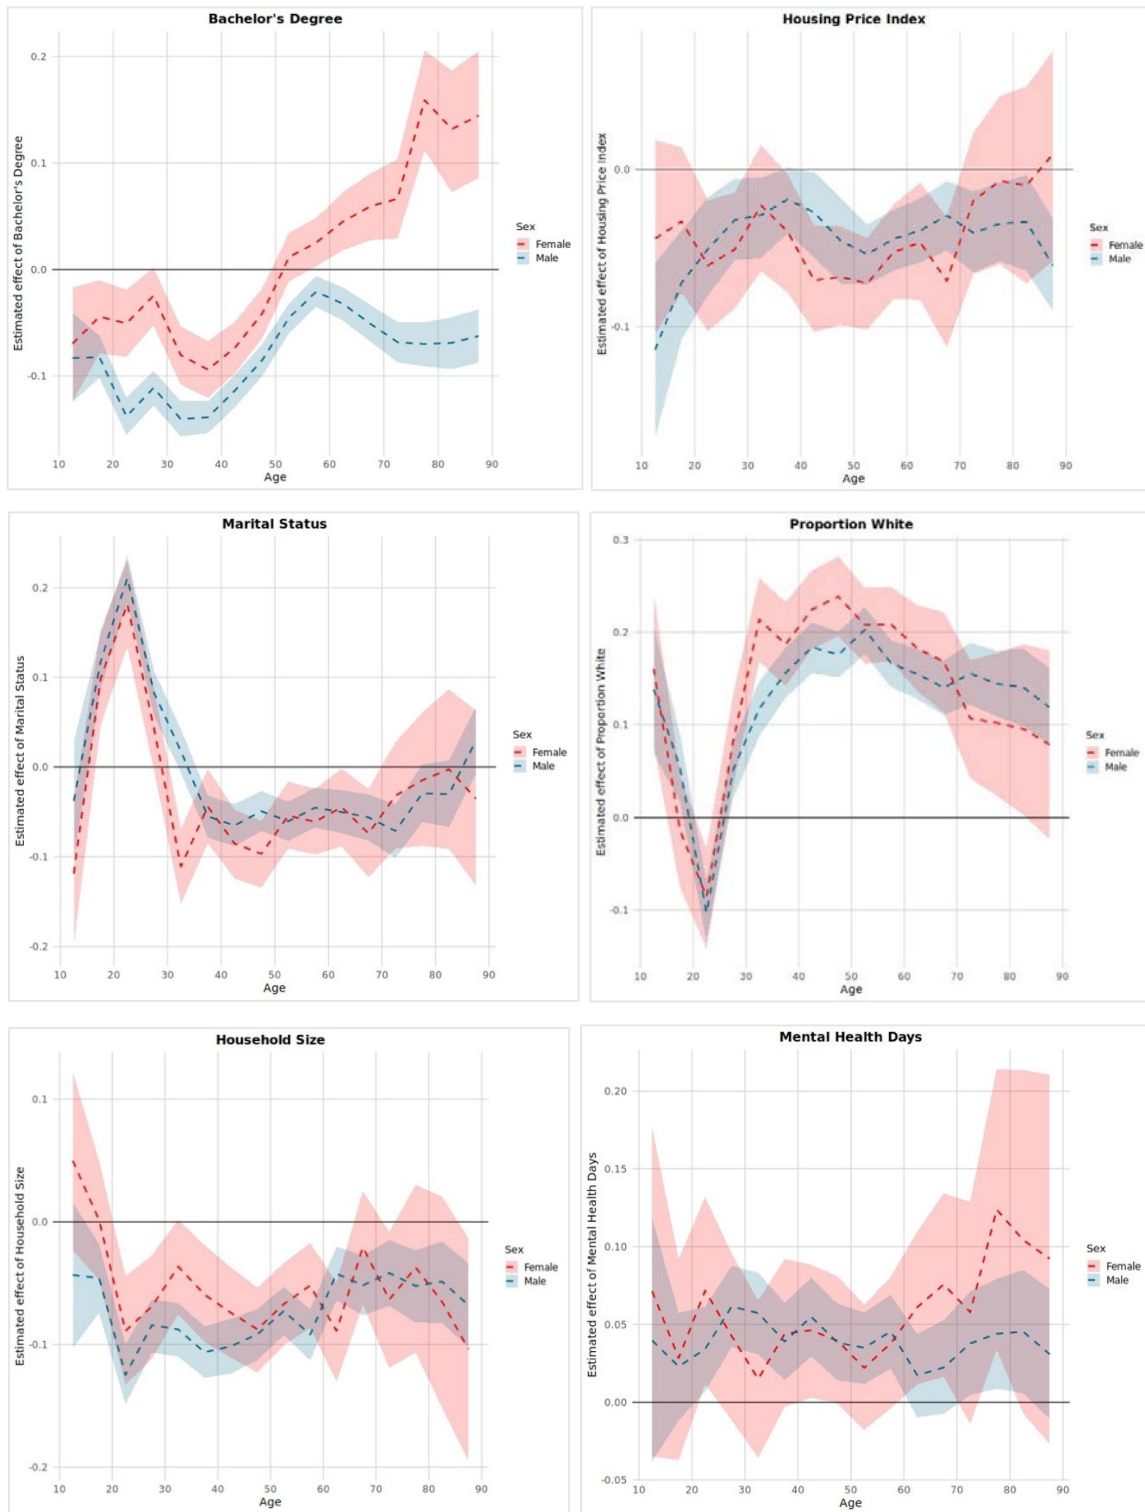 Bachelor's Degree
Estimated effect of Bachelor's Degree
0.2
0.1
0.0
-0.1
10 20 30 40 50 60 70 80 90
Age
Sex
Female
Male
Housing Price Index
Estimated effect of Housing Price Index
0.0
-0.1
10 20 30 40 50 60 70 80 90
Age
Sex
Female
Male
Marital Status
Estimated effect of Marital Status
0.2
0.1
0.0
-0.1
-0.2
10 20 30 40 50 60 70 80 90
Age
Sex
Female
Male
Proportion White
Estimated effect of Proportion White
0.3
0.2
0.1
0.0
-0.1
10 20 30 40 50 60 70 80 90
Age
Sex
Female
Male
Household Size
Estimated effect of Household Size
0.1
0.0
-0.1
-0.2
10 20 30 40 50 60 70 80 90
Age
Sex
Female
Male
Mental Health Days
Estimated effect of Mental Health Days
0.20
0.15
0.10
0.05
0.00
-0.05
10 20 30 40 50 60 70 80 90
Age
Sex
Female
Male